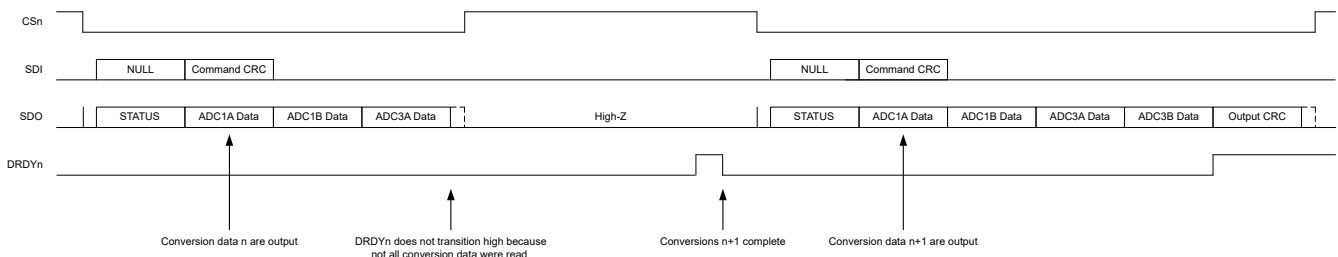 CSn
SDI
NULL
Command CRC
NULL
Command CRC
SDO
STATUS
ADC1A Data
ADC1B Data
ADC3A Data
High-Z
STATUS
ADC1A Data
ADC1B Data
ADC3A Data
ADC3B Data
Output CRC
DRDYn
Conversion data n are output
DRDYn does not transition high because
not all conversion data were read
Conversions n+1 complete
Conversion data n+1 are output